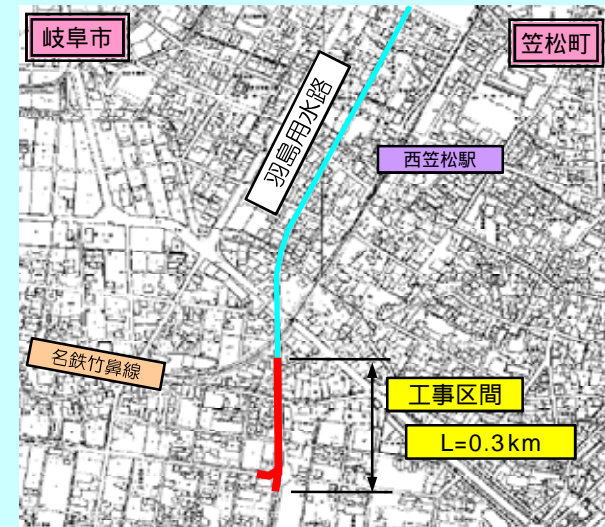 岐阜市
笠松町
羽島用水路
西笠松駅
名鉄竹鼻線
工事区間
L=0.3km